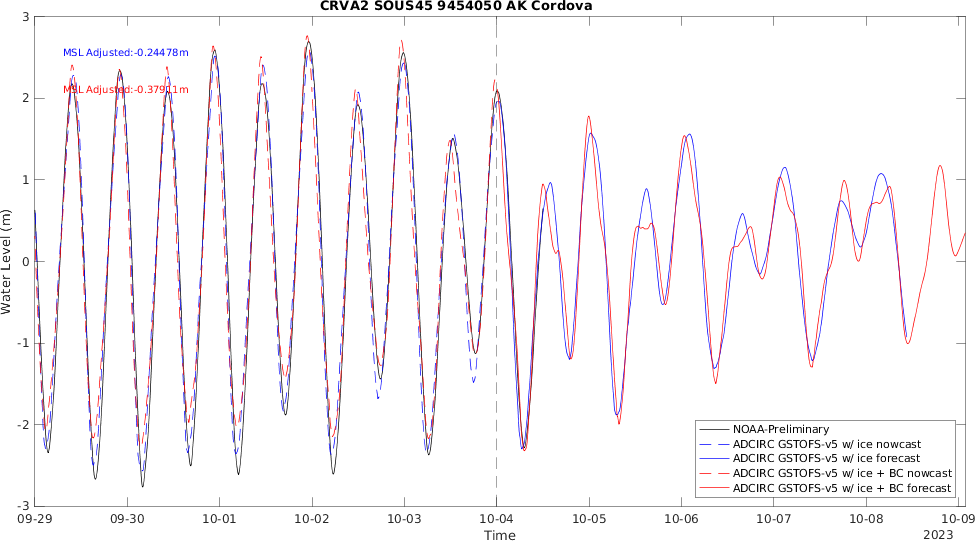 CRVA2 SOUS45 9454050 AK Cordova
3
2
1
0
-1
-2
-3
Water Level (m)
MSL Adjusted:-0.24478m
MSL Adjusted:-0.37911m
NOAA-Preliminary
ADCIRC GSTOFS-v5 w/ ice nowcast
ADCIRC GSTOFS-v5 w/ ice forecast
ADCIRC GSTOFS-v5 w/ ice + BC nowcast
ADCIRC GSTOFS-v5 w/ ice + BC forecast
09-29 09-30 10-01 10-02 10-03 10-04 10-05 10-06 10-07 10-08 10-09
Time
2023